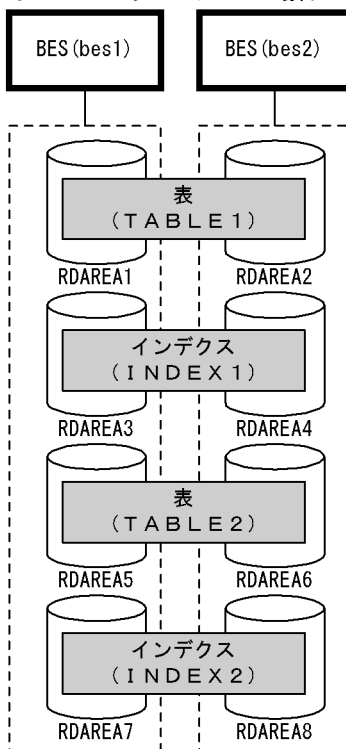 BES(bes1)
BES(bes2)
表
(TABLE1)
RDAREA1
RDAREA2
インデクス
(INDEX1)
RDAREA3
RDAREA4
表
(TABLE2)
RDAREA5
RDAREA6
インデクス
(INDEX2)
RDAREA7
RDAREA8